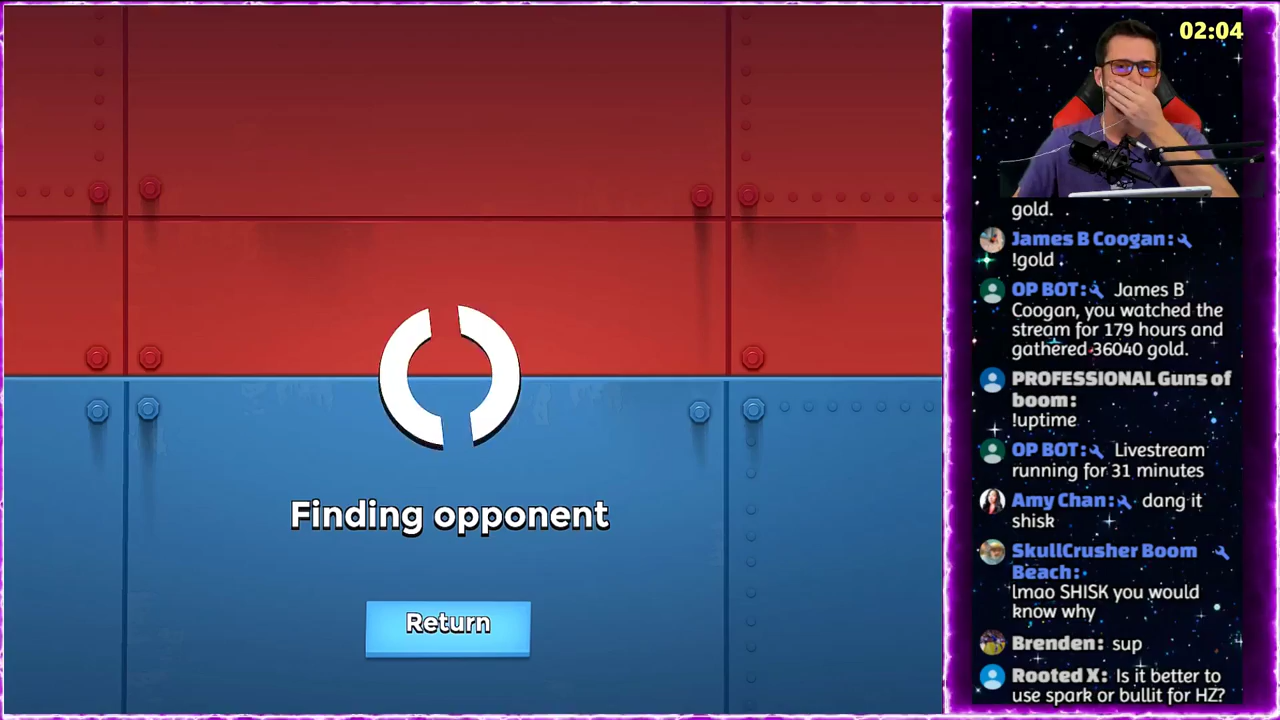 02:04
Finding opponent
Return
gold.
James B Coogan:
!gold
OP BOT: James B
Coogan, you watched the
stream for 179 hours and
gathered 36040 gold.
PROFESSIONAL Guns of
boom:
!uptime
OP BOT: Livestream
running for 31 minutes
Amy Chan: dang it
shisk
SkullCrusher Boom
Beach:
lmao SHISK you would
know why
Brenden: sup
Rooted X: Is it better to
use spark or bullit for HZ?